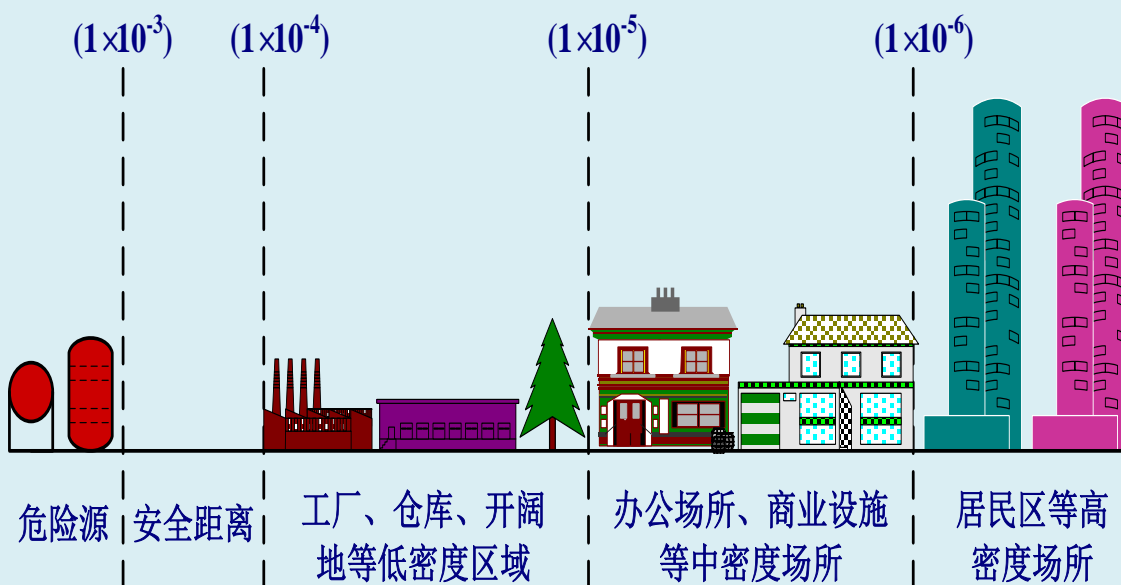 (1×10⁻³)
(1×10⁻⁴)
(1×10⁻⁵)
(1×10⁻⁶)
危险源
安全距离
工厂、仓库、开阔
地等低密度区域
办公场所、商业设施
等中密度场所
居民区等高
密度场所